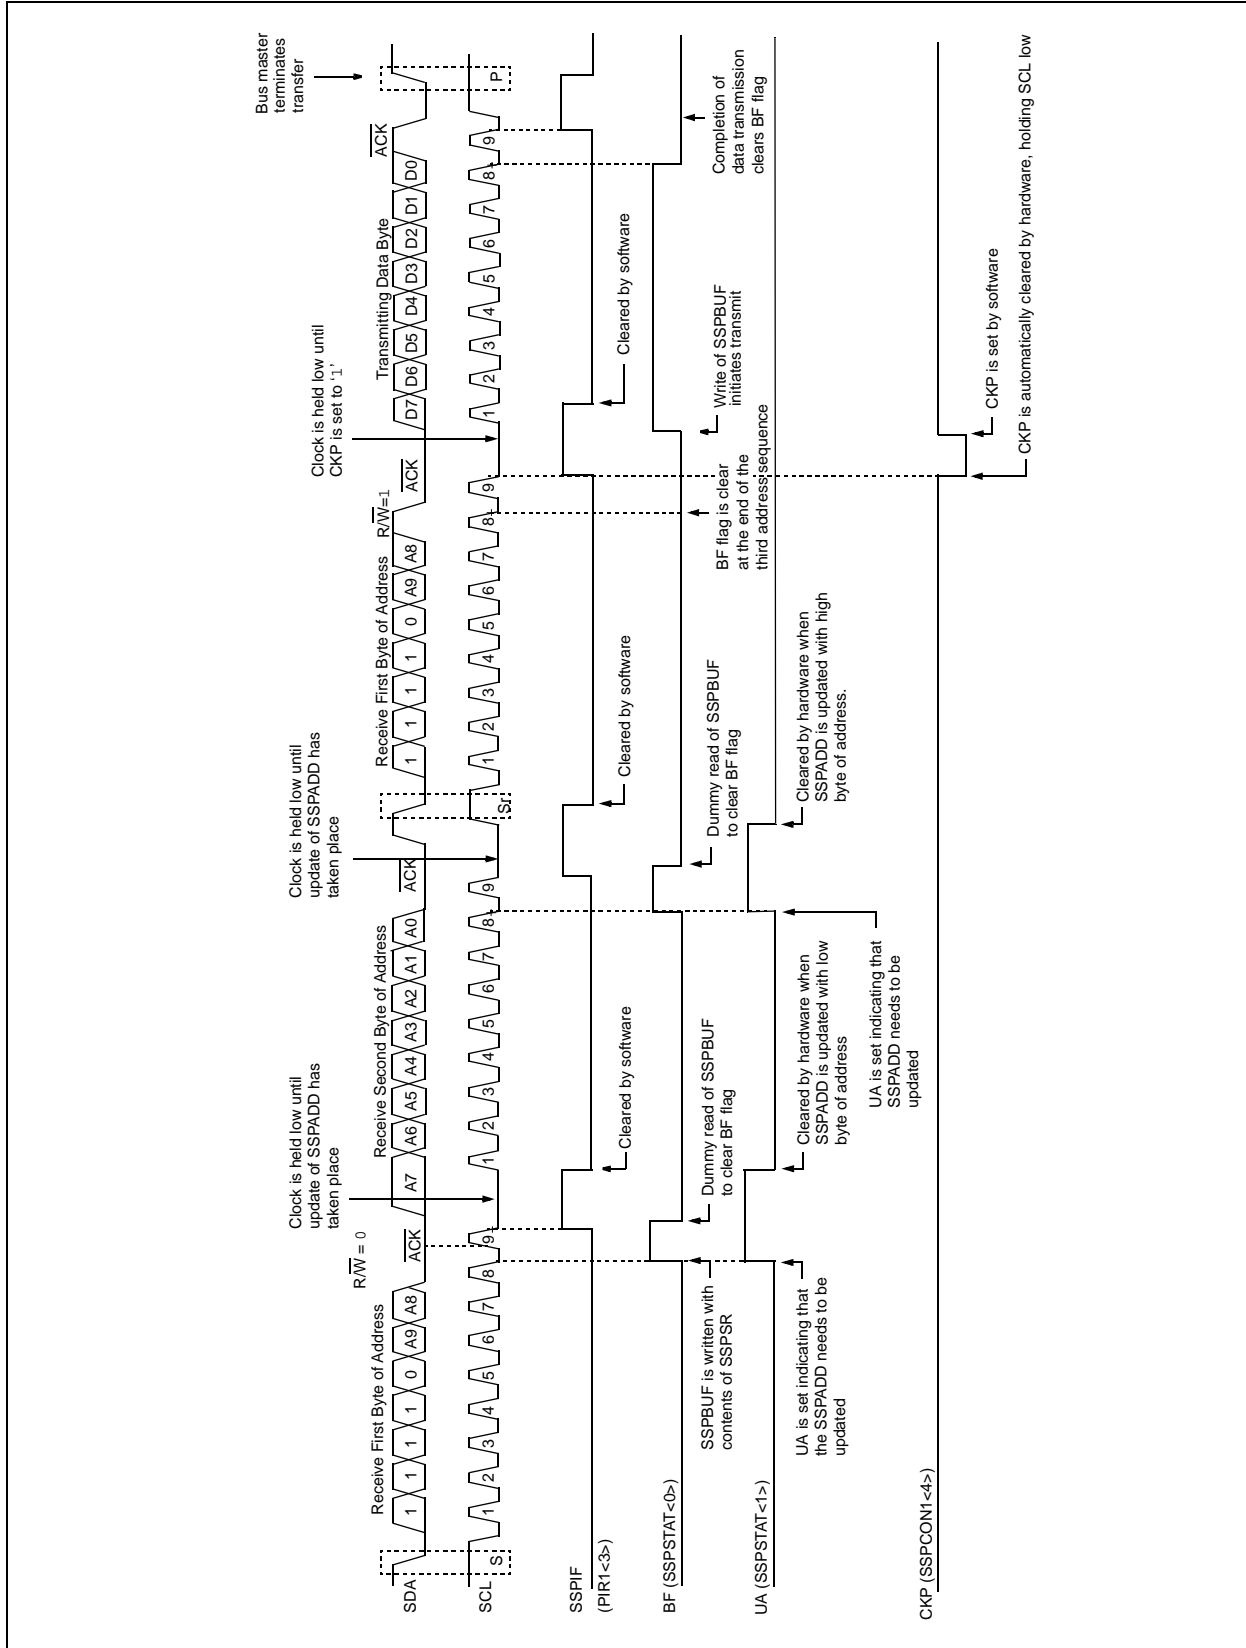 Bus master
terminates
transfer
Clock is held low until
update of SSPADD has
taken place
Clock is held low until
update of SSPADD has
taken place
Clock is held low until
CKP is set to ‘1’
R/W = 0
R/W=1
Receive First Byte of Address
ACK
Receive Second Byte of Address
ACK
Receive First Byte of Address
ACK
Transmitting Data Byte
ACK
SDA
1 1 1 1 0 A9 A8
A7 A6 A5 A4 A3 A2 A1 A0
1 1 1 1 0 A9 A8
D7 D6 D5 D4 D3 D2 D1 D0
SCL
S
1 2 3 4 5 6 7 8 9
1 2 3 4 5 6 7 8 9
Sr
1 2 3 4 5 6 7 8 9
1 2 3 4 5 6 7 8 9
P
SSPIF
(PIR1<3>)
Cleared by software
Cleared by software
Cleared by software
BF (SSPSTAT<0>)
SSPBUF is written with
contents of SSPSR
Dummy read of SSPBUF
to clear BF flag
Dummy read of SSPBUF
to clear BF flag
BF flag is clear
at the end of the
third address sequence
Write of SSPBUF
initiates transmit
Completion of
data transmission
clears BF flag
UA (SSPSTAT<1>)
UA is set indicating that
the SSPADD needs to be
updated
Cleared by hardware when
SSPADD is updated with low
byte of address
UA is set indicating that
SSPADD needs to be
updated
Cleared by hardware when
SSPADD is updated with high
byte of address.
CKP (SSPCON1<4>)
CKP is set by software
CKP is automatically cleared by hardware, holding SCL low